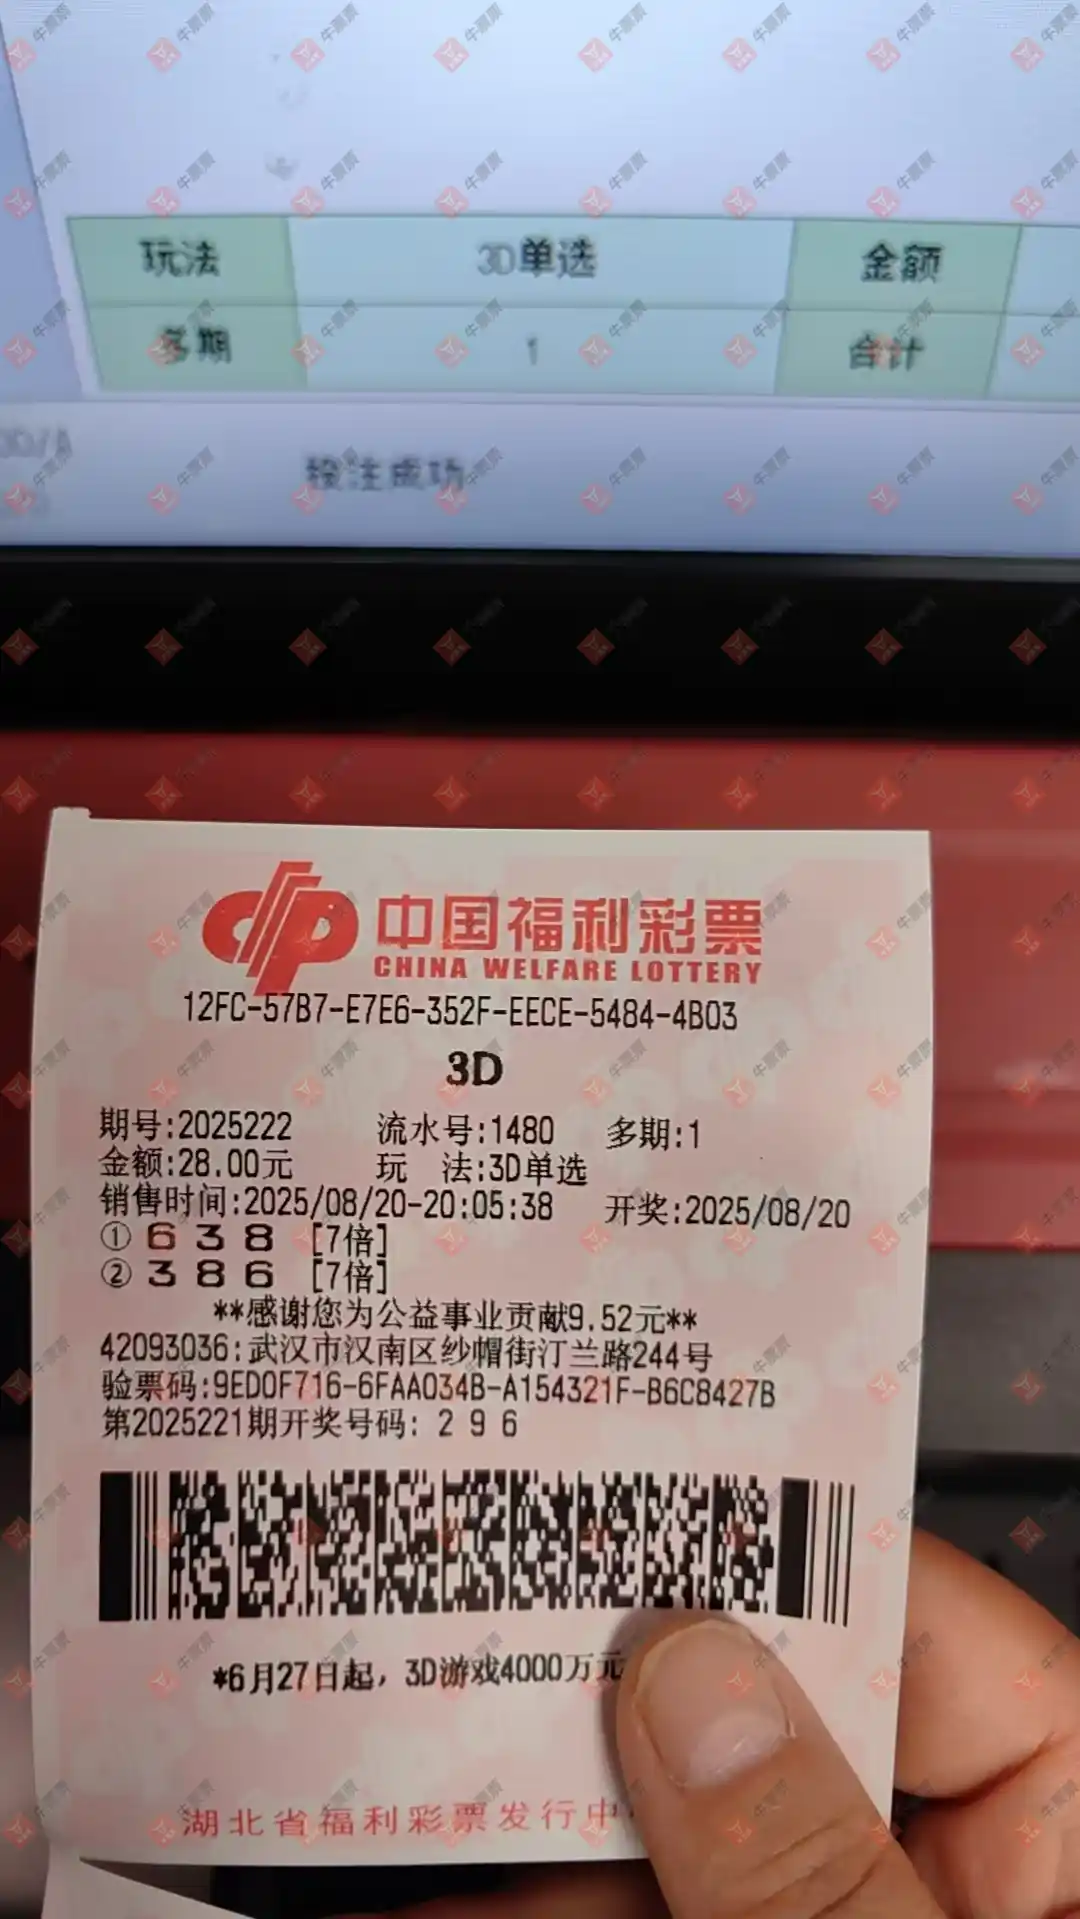 玩法 3D单选 金额
多期 1 合计
3D/A
投注成功
中国福利彩票
CHINA WELFARE LOTTERY
12FC-57B7-E7E6-352F-EECE-5484-4B03
3D
期号:2025222 流水号:1480 多期:1
金额:28.00元 玩 法:3D单选
销售时间:2025/08/20-20:05:38 开奖:2025/08/20
① 6 3 8 [7倍]
② 3 8 6 [7倍]
**感谢您为公益事业贡献9.52元**
42093036:武汉市汉南区纱帽街汀兰路244号
验票码:9ED0F716-6FAA034B-A154321F-B6C8427B
第2025221期开奖号码: 2 9 6
*6月27日起，3D游戏4000万元
湖北省福利彩票发行中
牛票票